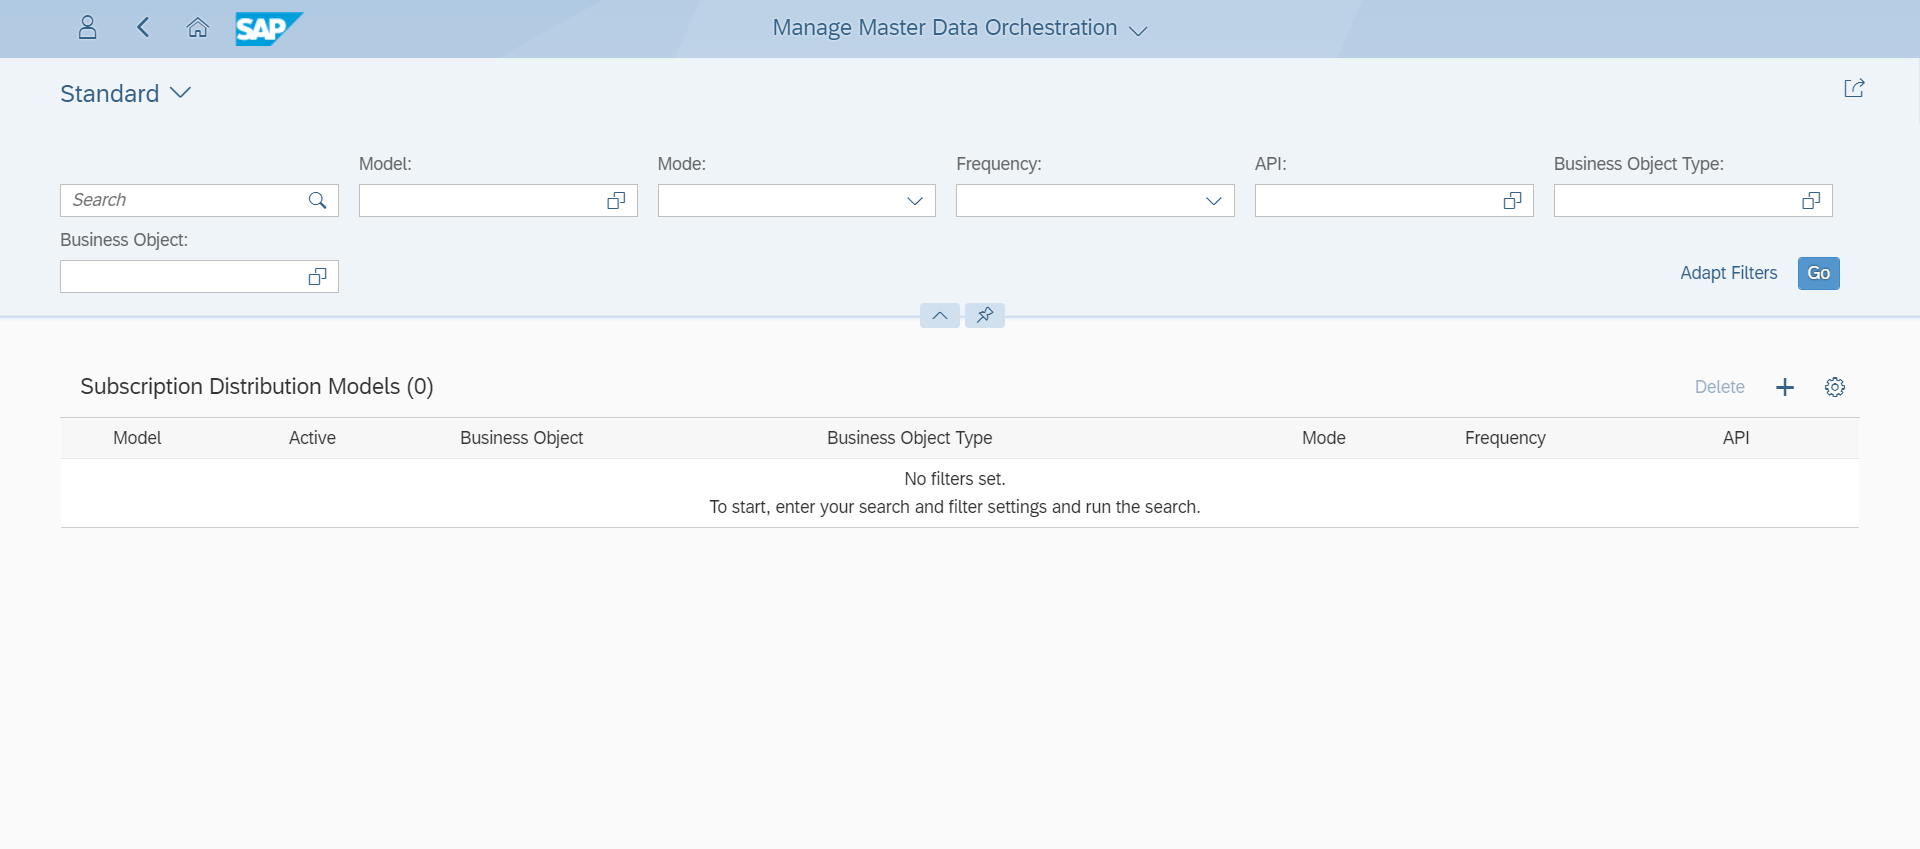 SAP
Manage Master Data Orchestration
Standard
Search
Model:
Mode:
Frequency:
API:
Business Object Type:
Business Object:
Adapt Filters
Go
Subscription Distribution Models (0)
Delete
Model Active Business Object Business Object Type Mode Frequency API
No filters set.
To start, enter your search and filter settings and run the search.